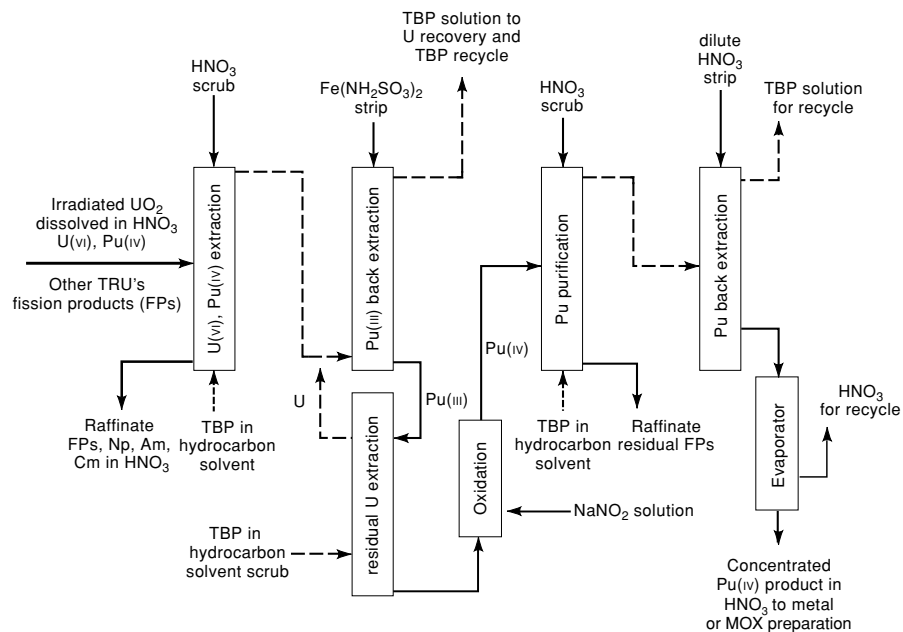 HNO3
scrub
Fe(NH2SO3)2
strip
TBP solution to
U recovery and
TBP recycle
HNO3
scrub
dilute
HNO3
strip
TBP solution
for recycle
Irradiated UO2
dissolved in HNO3
U(VI), Pu(IV)
Other TRU's
fission products (FPs)
U(VI), Pu(IV) extraction
Pu(III) back extraction
Pu purification
Pu back extraction
Raffinate
FPs, Np, Am,
Cm in HNO3
TBP in
hydrocarbon
solvent
U
Pu(III)
Pu(IV)
TBP in
hydrocarbon
solvent
Raffinate
residual FPs
HNO3
for recycle
residual U extraction
Oxidation
Evaporator
NaNO2 solution
TBP in
hydrocarbon
solvent scrub
Concentrated
Pu(IV) product in
HNO3 to metal
or MOX preparation